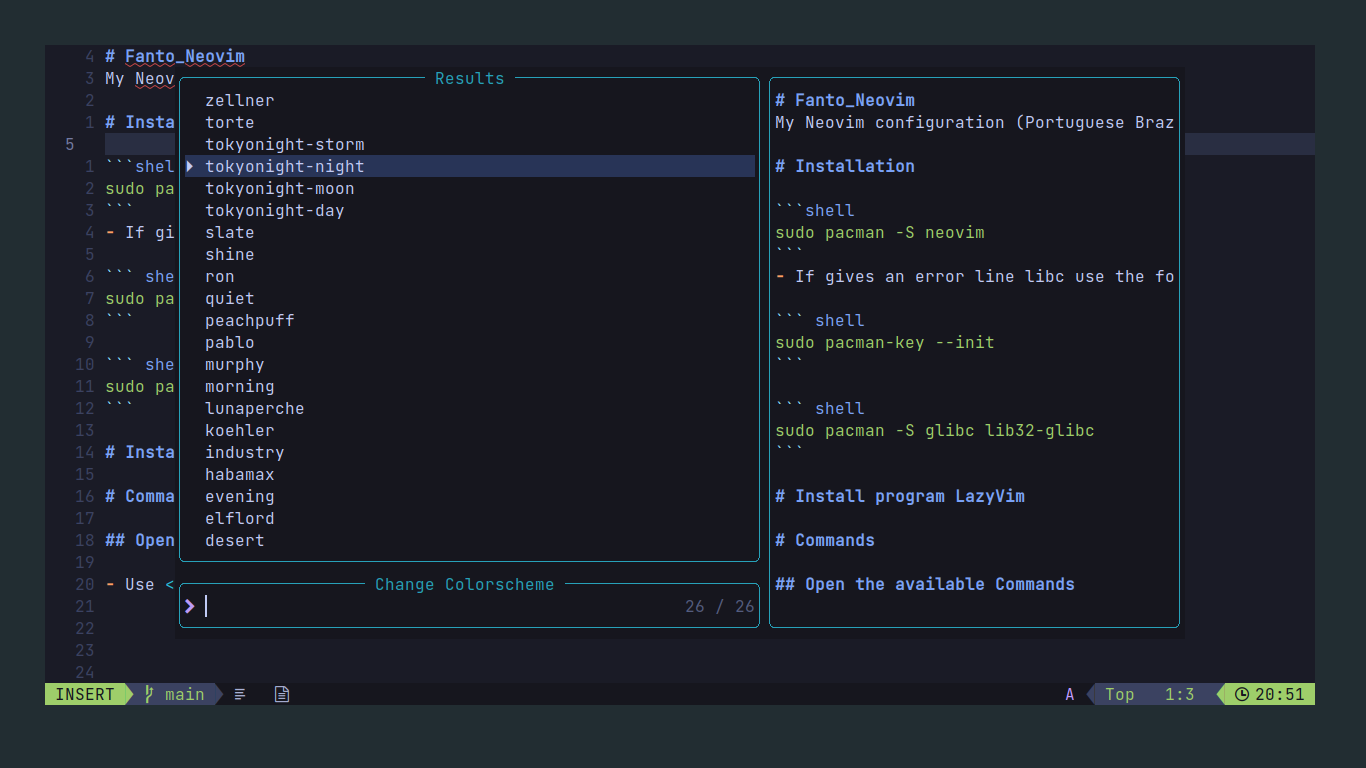 4 # Fanto_Neovim
3 My Neov
2
1 # Insta
5
1 ```shel
2 sudo pa
3 ```
4 - If gi
5
6 ``` she
7 sudo pa
8 ```
9
10 ``` she
11 sudo pa
12 ```
13
14 # Insta
15
16 # Comma
17
18 ## Open
19
20 - Use <
21
22
23
24
Results
zellner
torte
tokyonight-storm
tokyonight-night
tokyonight-moon
tokyonight-day
slate
shine
ron
quiet
peachpuff
pablo
murphy
morning
lunaperche
koehler
industry
habamax
evening
elflord
desert
Change Colorscheme
26 / 26
# Fanto_Neovim
My Neovim configuration (Portuguese Braz
# Installation
```shell
sudo pacman -S neovim
```
- If gives an error line libc use the fo
``` shell
sudo pacman-key --init
```
``` shell
sudo pacman -S glibc lib32-glibc
```
# Install program LazyVim
# Commands
## Open the available Commands
INSERT main A Top 1:3 20:51